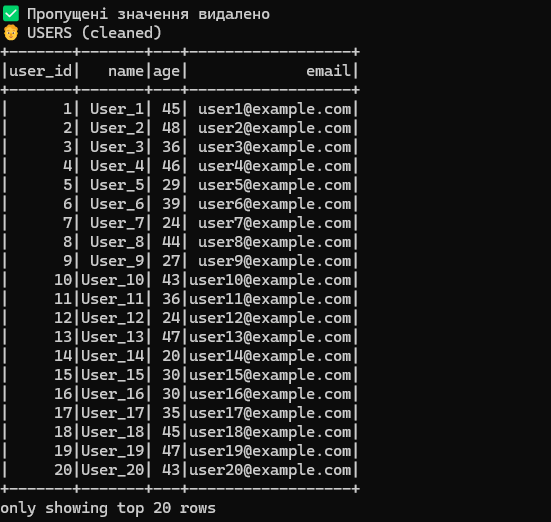 ✅ Пропущені значення видалено
🧑 USERS (cleaned)
+-------+-------+---+------------------+
|user_id|   name|age|             email|
+-------+-------+---+------------------+
|      1| User_1| 45| user1@example.com|
|      2| User_2| 48| user2@example.com|
|      3| User_3| 36| user3@example.com|
|      4| User_4| 46| user4@example.com|
|      5| User_5| 29| user5@example.com|
|      6| User_6| 39| user6@example.com|
|      7| User_7| 24| user7@example.com|
|      8| User_8| 44| user8@example.com|
|      9| User_9| 27| user9@example.com|
|     10|User_10| 43|user10@example.com|
|     11|User_11| 36|user11@example.com|
|     12|User_12| 24|user12@example.com|
|     13|User_13| 47|user13@example.com|
|     14|User_14| 20|user14@example.com|
|     15|User_15| 30|user15@example.com|
|     16|User_16| 30|user16@example.com|
|     17|User_17| 35|user17@example.com|
|     18|User_18| 45|user18@example.com|
|     19|User_19| 47|user19@example.com|
|     20|User_20| 43|user20@example.com|
+-------+-------+---+------------------+
only showing top 20 rows